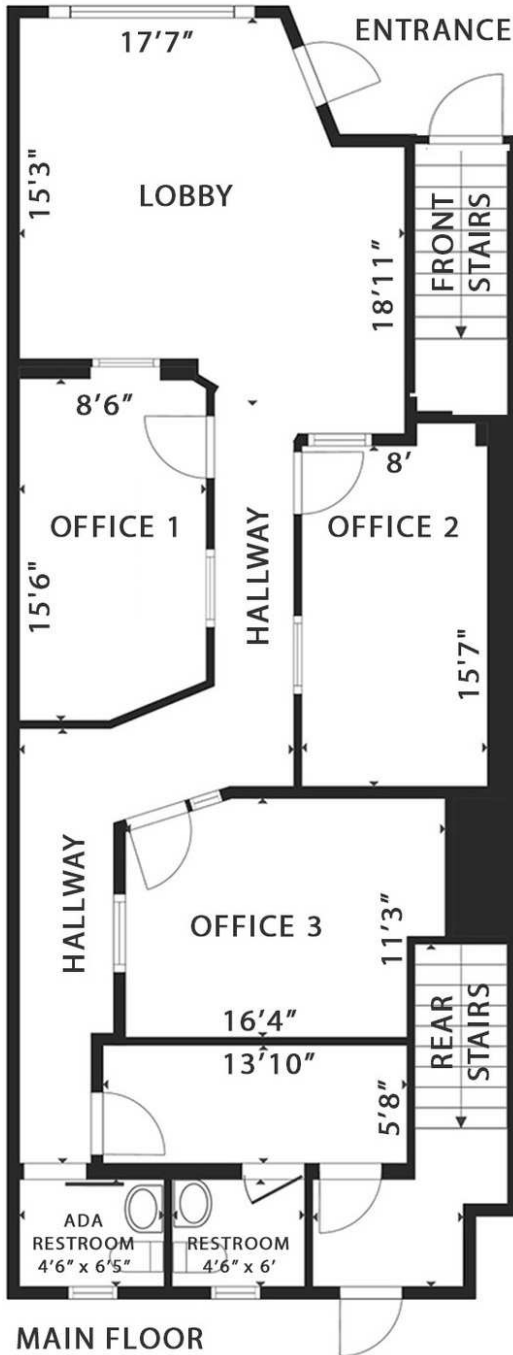 ENTRANCE
17'7"
15'3"
LOBBY
18'11"
FRONT
STAIRS
8'6"
8'
OFFICE 1
HALLWAY
OFFICE 2
15'6"
15'7"
HALLWAY
OFFICE 3
11'3"
16'4"
13'10"
5'8"
REAR
STAIRS
ADA
RESTROOM
4'6" x 6'5"
RESTROOM
4'6" x 6'
MAIN FLOOR